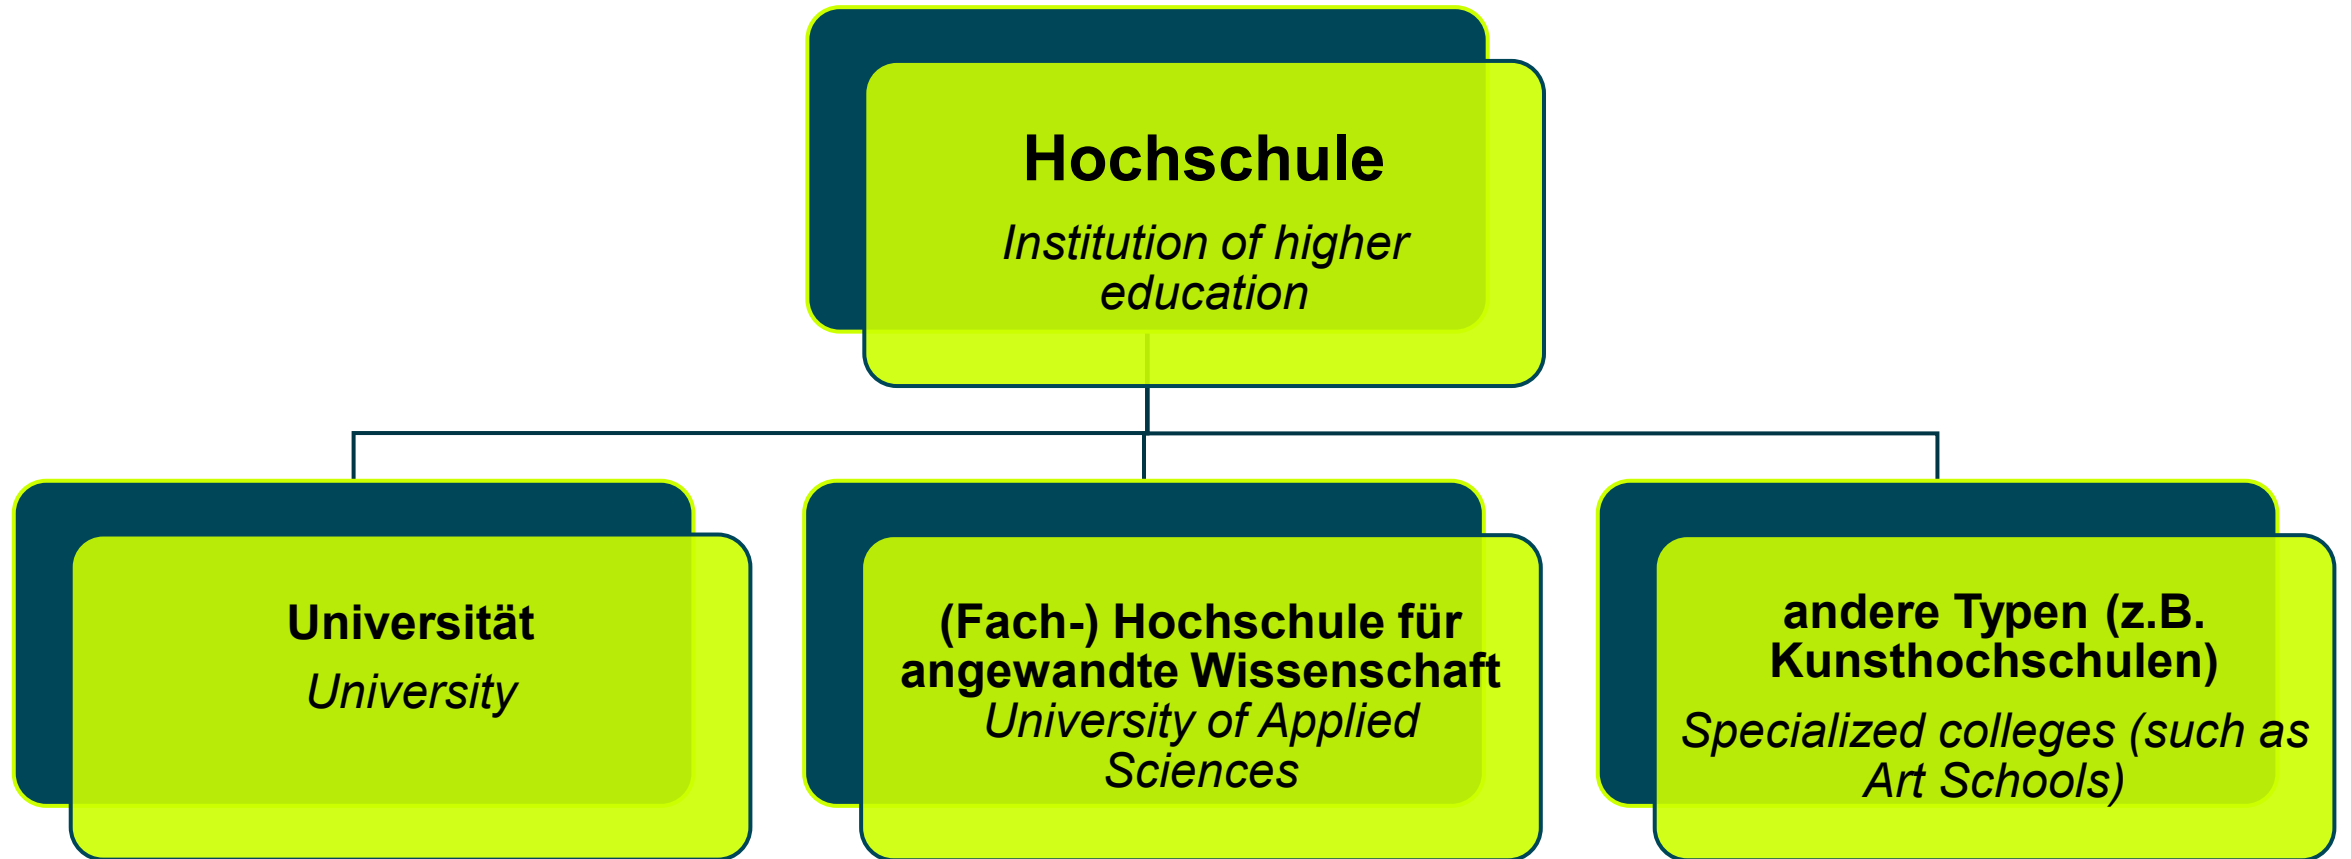 Hochschule
Institution of higher
education
Universität
University
(Fach-) Hochschule für
angewandte Wissenschaft
University of Applied
Sciences
andere Typen (z.B.
Kunsthochschulen)
Specialized colleges (such as
Art Schools)